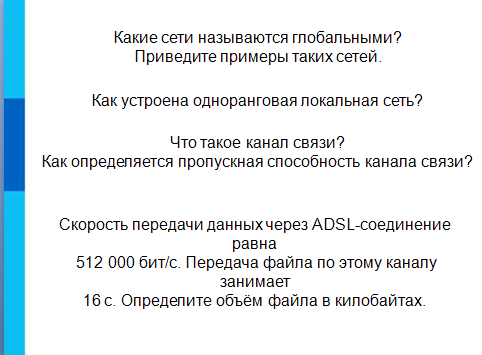 Какие сети называются глобальными?
Приведите примеры таких сетей.
Как устроена одноранговая локальная сеть?
Что такое канал связи?
Как определяется пропускная способность канала связи?
Скорость передачи данных через ADSL-соединение
равна
512 000 бит/с. Передача файла по этому каналу
занимает
16 с. Определите объём файла в килобайтах.